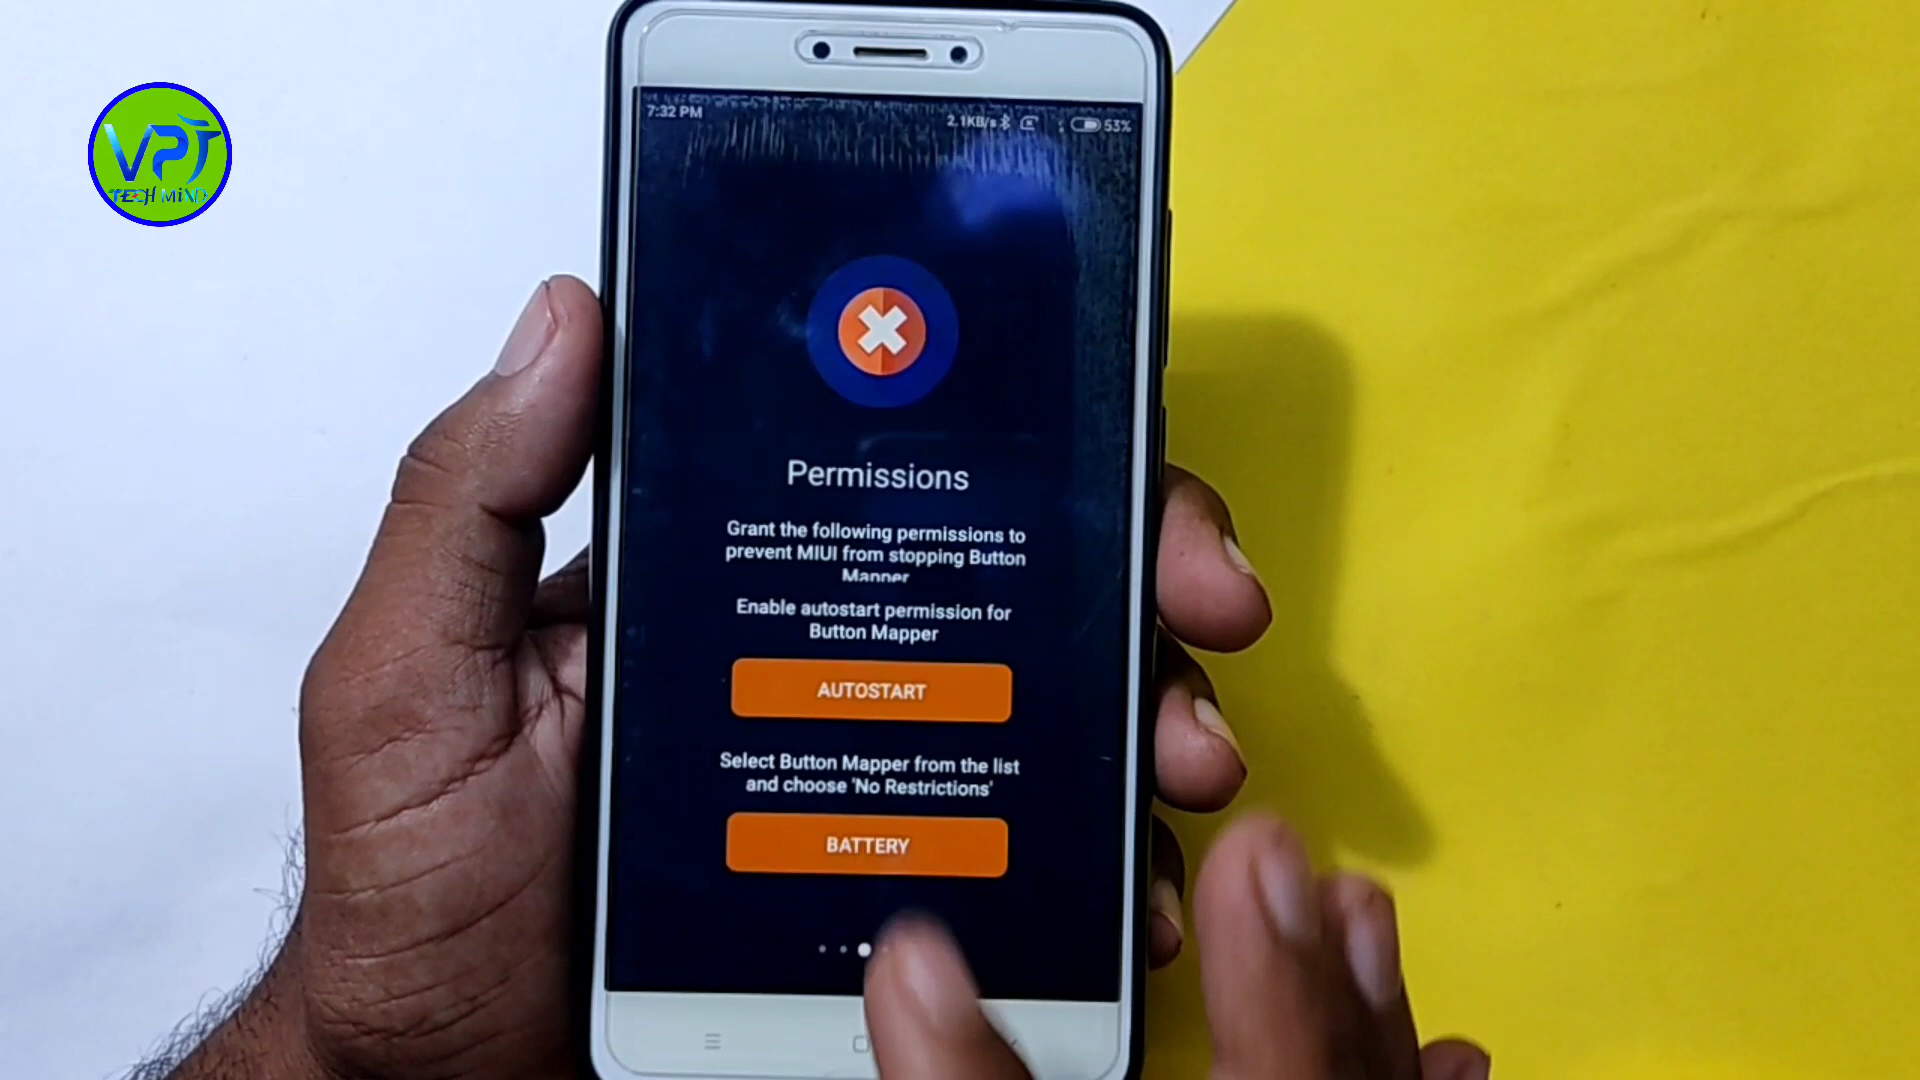 VPT
TECH MIND
7:32 PM
2.1KB/s
53%
Permissions
Grant the following permissions to
prevent MIUI from stopping Button
Mapper
Enable autostart permission for
Button Mapper
AUTOSTART
Select Button Mapper from the list
and choose 'No Restrictions'
BATTERY